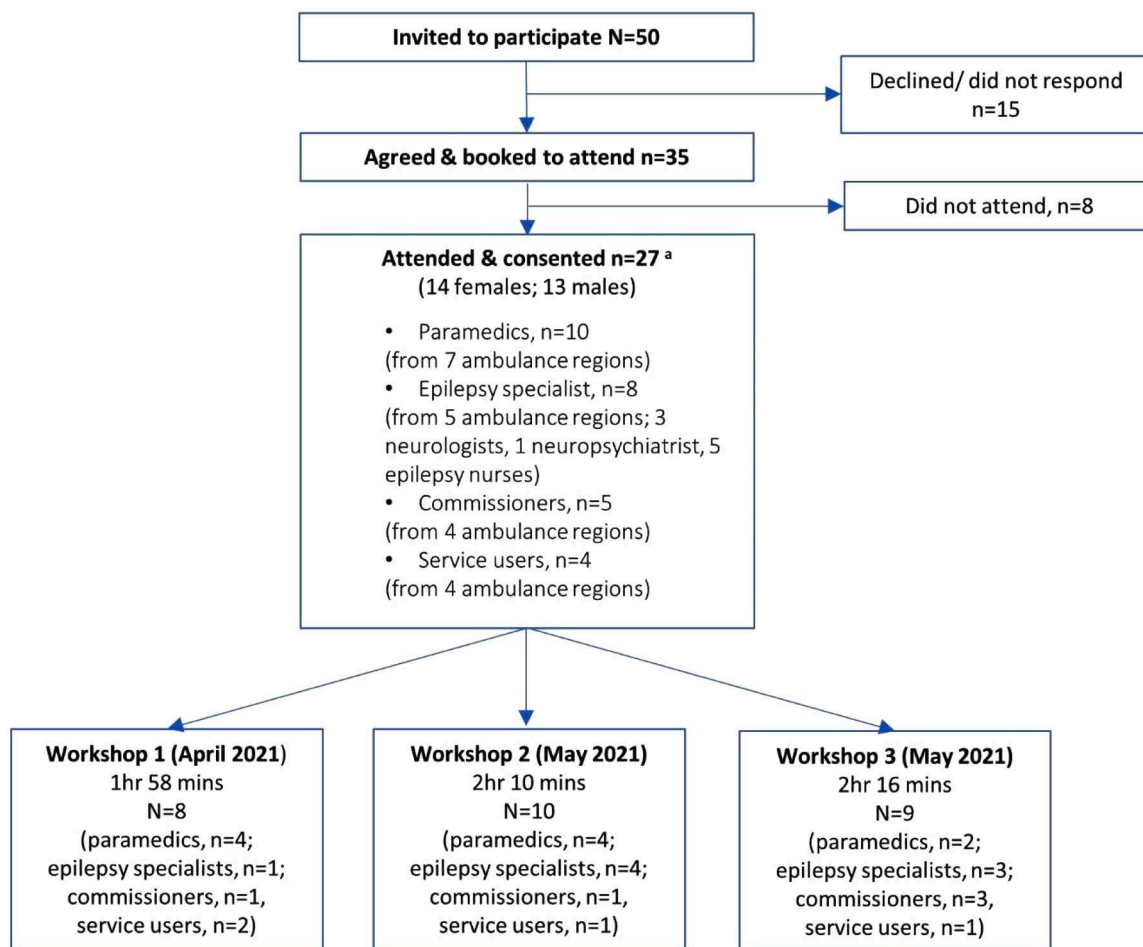 Invited to participate N=50
Declined/ did not respond
n=15
Agreed & booked to attend n=35
Did not attend, n=8
Attended & consented n=27 ª
(14 females; 13 males)
• Paramedics, n=10
(from 7 ambulance regions)
• Epilepsy specialist, n=8
(from 5 ambulance regions; 3
neurologists, 1 neuropsychiatrist, 5
epilepsy nurses)
• Commissioners, n=5
(from 4 ambulance regions)
• Service users, n=4
(from 4 ambulance regions)
Workshop 1 (April 2021)
1hr 58 mins
N=8
(paramedics, n=4;
epilepsy specialists, n=1;
commissioners, n=1,
service users, n=2)
Workshop 2 (May 2021)
2hr 10 mins
N=10
(paramedics, n=4;
epilepsy specialists, n=4;
commissioners, n=1,
service users, n=1)
Workshop 3 (May 2021)
2hr 16 mins
N=9
(paramedics, n=2;
epilepsy specialists, n=3;
commissioners, n=3,
service users, n=1)